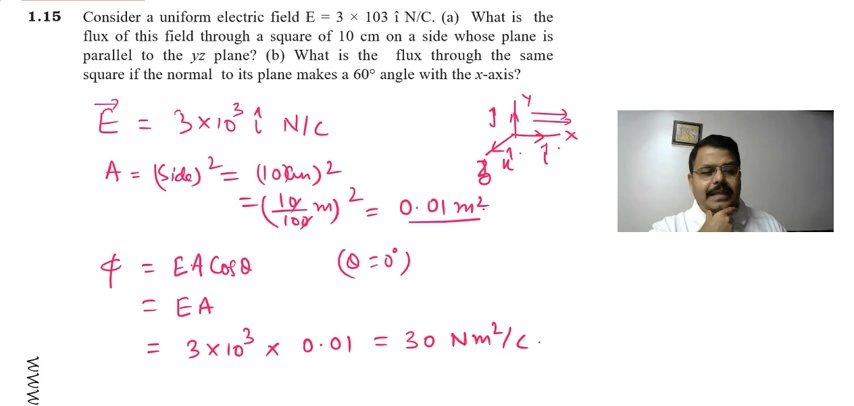 1.15 Consider a uniform electric field E = 3 × 103 î N/C. (a) What is the
flux of this field through a square of 10 cm on a side whose plane is
parallel to the yz plane? (b) What is the flux through the same
square if the normal to its plane makes a 60° angle with the x-axis?
E⃗ = 3×10³ î N/C
Y
ĵ
X
î
k̂
A = (Side)² = (10cm)²
= (10/100 m)² = 0.01 m²
ϕ = EA Cosθ (θ = 0°)
= EA
= 3×10³ × 0.01 = 30 Nm²/C.
www